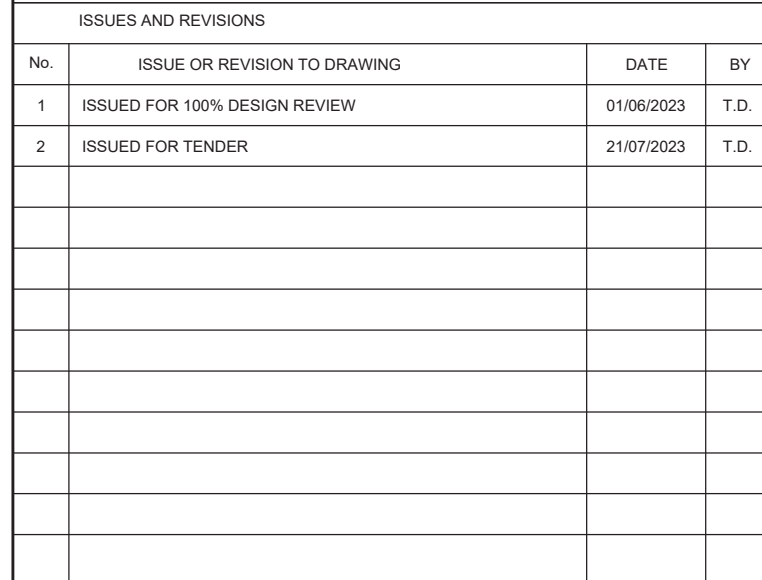 ISSUES AND REVISIONS
No. ISSUE OR REVISION TO DRAWING DATE BY
1 ISSUED FOR 100% DESIGN REVIEW 01/06/2023 T.D.
2 ISSUED FOR TENDER 21/07/2023 T.D.